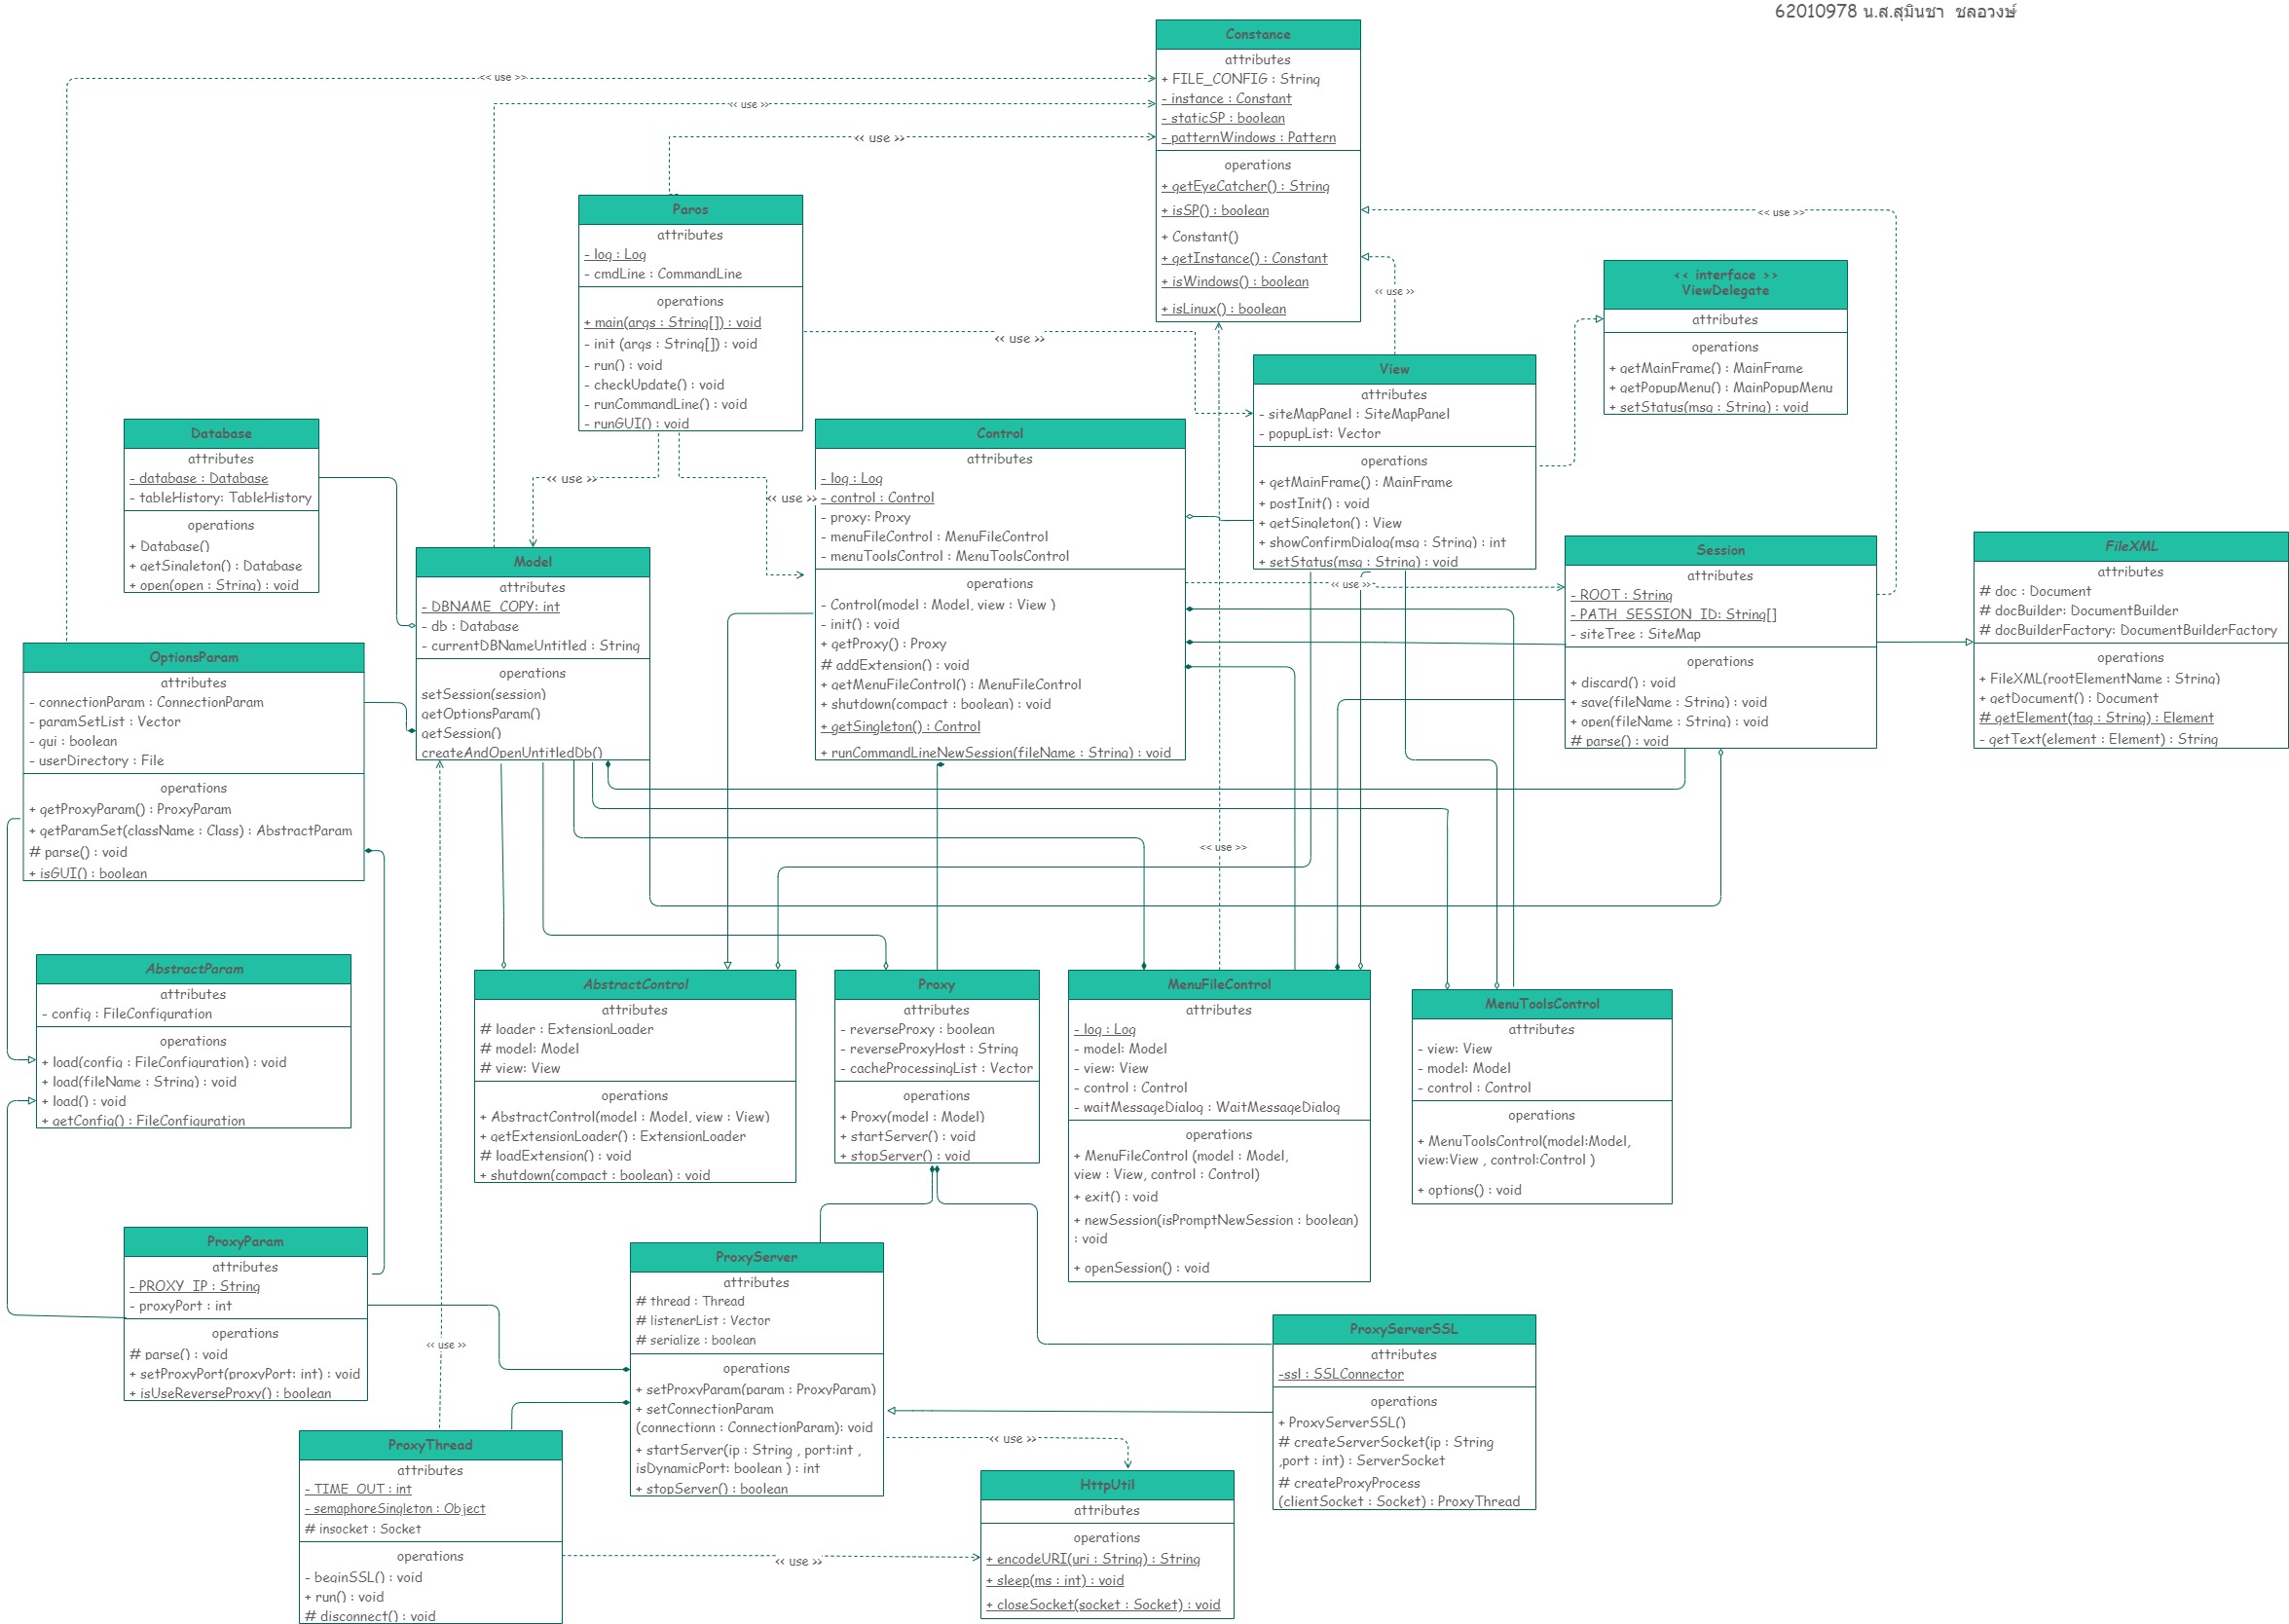 62010978 น.ส.สุมินชา ชลอวงษ์
Constance
attributes
+ FILE_CONFIG : String
- instance : Constant
- staticSP : boolean
- patternWindows : Pattern
operations
+ getEyeCatcher() : String
+ isSP() : boolean
+ Constant()
+ getInstance() : Constant
+ isWindows() : boolean
+ isLinux() : boolean
<< use >>
<< use >>
<< use >>
<< use >>
<< use >>
Paros
attributes
- log : Log
- cmdLine : CommandLine
operations
+ main(args : String[]) : void
- init (args : String[]) : void
- run() : void
- checkUpdate() : void
- runCommandLine() : void
- runGUI() : void
<< use >>
<< use >>
<< use >>
<< interface >>
ViewDelegate
attributes
operations
+ getMainFrame() : MainFrame
+ getPopupMenu() : MainPopupMenu
+ setStatus(msg : String) : void
View
attributes
- siteMapPanel : SiteMapPanel
- popupList: Vector
operations
+ getMainFrame() : MainFrame
+ postInit() : void
+ getSingleton() : View
+ showConfirmDialog(msg : String) : int
+ setStatus(msg : String) : void
Database
attributes
- database : Database
- tableHistory: TableHistory
operations
+ Database()
+ getSingleton() : Database
+ open(open : String) : void
Control
attributes
- log : Log
- control : Control
- proxy: Proxy
- menuFileControl : MenuFileControl
- menuToolsControl : MenuToolsControl
operations
- Control(model : Model, view : View )
- init() : void
+ getProxy() : Proxy
# addExtension() : void
+ getMenuFileControl() : MenuFileControl
+ shutdown(compact : boolean) : void
+ getSingleton() : Control
+ runCommandLineNewSession(fileName : String) : void
<< use >>
Session
attributes
- ROOT : String
- PATH_SESSION_ID: String[]
- siteTree : SiteMap
operations
+ discard() : void
+ save(fileName : String) : void
+ open(fileName : String) : void
# parse() : void
FileXML
attributes
# doc : Document
# docBuilder: DocumentBuilder
# docBuilderFactory: DocumentBuilderFactory
operations
+ FileXML(rootElementName : String)
+ getDocument() : Document
# getElement(tag : String) : Element
- getText(element : Element) : String
Model
attributes
- DBNAME_COPY: int
- db : Database
- currentDBNameUntitled : String
operations
setSession(session)
getOptionsParam()
getSession()
createAndOpenUntitledDb()
OptionsParam
attributes
- connectionParam : ConnectionParam
- paramSetList : Vector
- gui : boolean
- userDirectory : File
operations
+ getProxyParam() : ProxyParam
+ getParamSet(className : Class) : AbstractParam
# parse() : void
+ isGUI() : boolean
<< use >>
AbstractParam
attributes
- config : FileConfiguration
operations
+ load(config : FileConfiguration) : void
+ load(fileName : String) : void
+ load() : void
+ getConfig() : FileConfiguration
AbstractControl
attributes
# loader : ExtensionLoader
# model: Model
# view: View
operations
+ AbstractControl(model : Model, view : View)
+ getExtensionLoader() : ExtensionLoader
# loadExtension() : void
+ shutdown(compact : boolean) : void
Proxy
attributes
- reverseProxy : boolean
- reverseProxyHost : String
- cacheProcessingList : Vector
operations
+ Proxy(model : Model)
+ startServer() : void
+ stopServer() : void
MenuFileControl
attributes
- log : Log
- model: Model
- view: View
- control : Control
- waitMessageDialog : WaitMessageDialog
operations
+ MenuFileControl (model : Model,
view : View, control : Control)
+ exit() : void
+ newSession(isPromptNewSession : boolean)
: void
+ openSession() : void
MenuToolsControl
attributes
- view: View
- model: Model
- control : Control
operations
+ MenuToolsControl(model:Model,
view:View , control:Control )
+ options() : void
ProxyParam
attributes
- PROXY_IP : String
- proxyPort : int
operations
# parse() : void
+ setProxyPort(proxyPort: int) : void
+ isUseReverseProxy() : boolean
<< use >>
ProxyServer
attributes
# thread : Thread
# listenerList : Vector
# serialize : boolean
operations
+ setProxyParam(param : ProxyParam)
+ setConnectionParam
(connectionn : ConnectionParam): void
+ startServer(ip : String , port:int ,
isDynamicPort: boolean ) : int
+ stopServer() : boolean
ProxyServerSSL
attributes
-ssl : SSLConnector
operations
+ ProxyServerSSL()
# createServerSocket(ip : String
,port : int) : ServerSocket
# createProxyProcess
(clientSocket : Socket) : ProxyThread
<< use >>
ProxyThread
attributes
- TIME_OUT : int
- semaphoreSingleton : Object
# insocket : Socket
operations
- beginSSL() : void
+ run() : void
# disconnect() : void
<< use >>
HttpUtil
attributes
operations
+ encodeURI(uri : String) : String
+ sleep(ms : int) : void
+ closeSocket(socket : Socket) : void